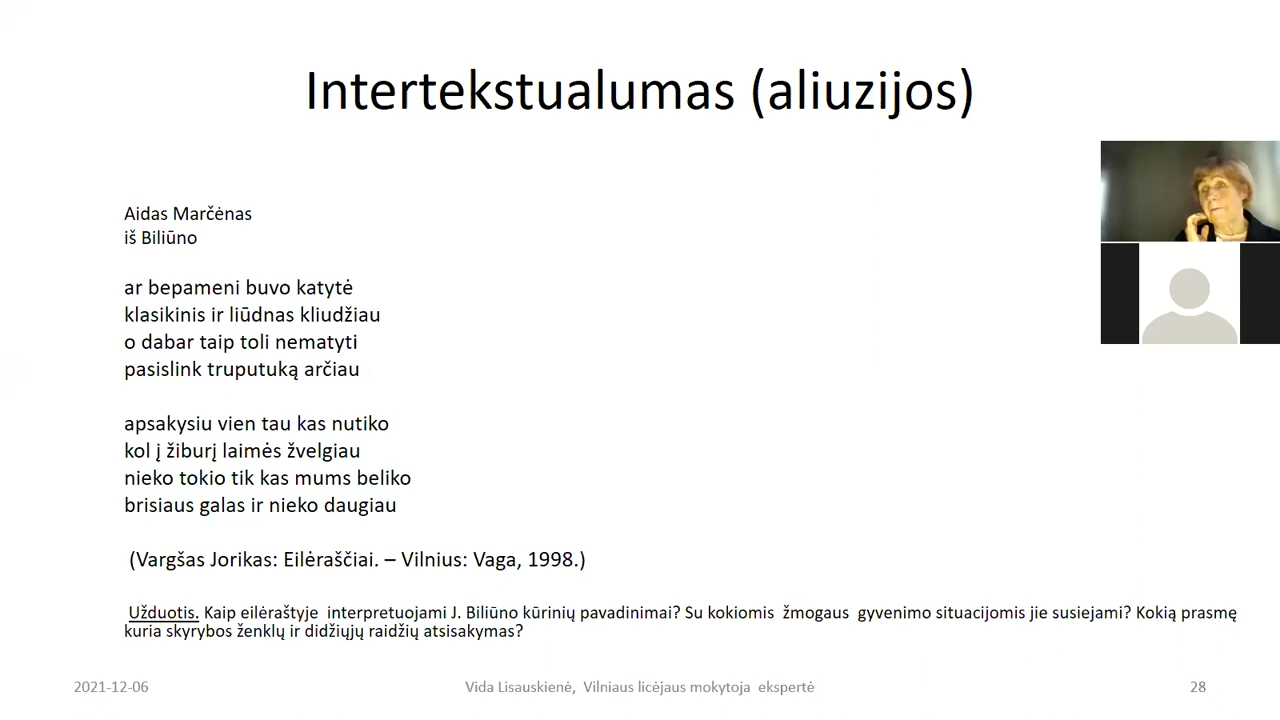 Intertekstualumas (aliuzijos)
Aidas Marčėnas
iš Biliūno
ar bepameni buvo katytė
klasikinis ir liūdnas kliudžiau
o dabar taip toli nematyti
pasislink truputuką arčiau
apsakysiu vien tau kas nutiko
kol į žiburį laimės žvelgiau
nieko tokio tik kas mums beliko
brisiaus galas ir nieko daugiau
(Vargšas Jorikas: Eilėraščiai. – Vilnius: Vaga, 1998.)
Užduotis. Kaip eilėraštyje interpretuojami J. Biliūno kūrinių pavadinimai? Su kokiomis žmogaus gyvenimo situacijomis jie susiejami? Kokią prasmę
kuria skyrybos ženklų ir didžiųjų raidžių atsisakymas?
2021-12-06
Vida Lisauskienė, Vilniaus licėjaus mokytoja ekspertė
28